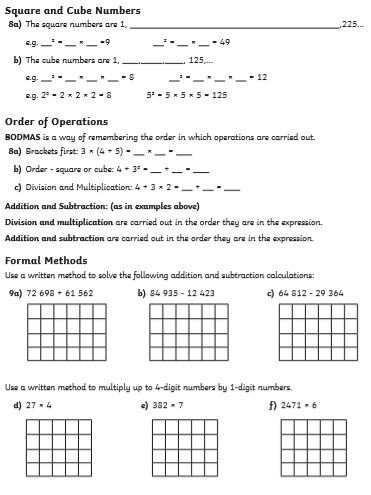 Square and Cube Numbers
8a) The square numbers are 1, ____________________,225...
e.g. __² = __ × __ =9 __² = __ × __ = 49
b) The cube numbers are 1, ____,____,____, 125,...
e.g. __² = __ × __ × __ = 8 __² = __ × __ × __ = 12
e.g. 2³ = 2 × 2 × 2 = 8 5³ = 5 × 5 × 5 = 125
Order of Operations
BODMAS is a way of remembering the order in which operations are carried out.
8a) Brackets first: 3 × (4 + 5) = __ × __ = ___
b) Order - square or cube: 4 + 3² = __ + __ = ___
c) Division and Multiplication: 4 + 3 × 2 = __ + __ = ___
Addition and Subtraction: (as in examples above)
Division and multiplication are carried out in the order they are in the expression.
Addition and subtraction are carried out in the order they are in the expression.
Formal Methods
Use a written method to solve the following addition and subtraction calculations:
9a) 72 698 + 61 562 b) 84 935 - 12 423 c) 64 812 - 29 364
Use a written method to multiply up to 4-digit numbers by 1-digit numbers.
d) 27 × 4 e) 382 × 7 f) 2471 × 6